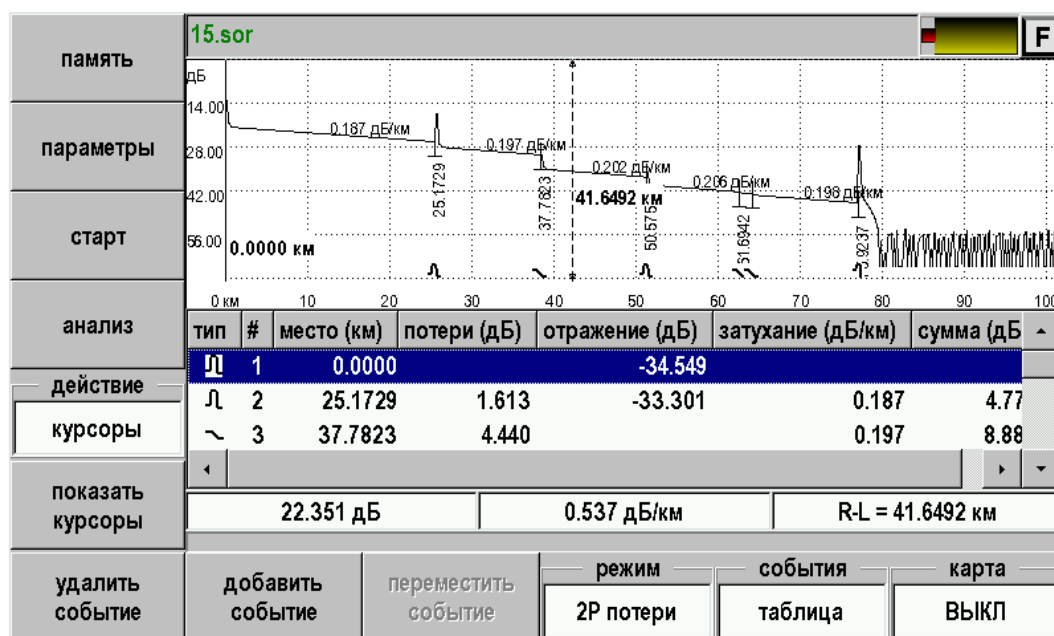 память
15.sor
F
дБ
14.00
28.00
42.00
56.00
0.187 дБ/км
0.197 дБ/км
0.202 дБ/км
0.206 дБ/км
0.198 дБ/км
25.1729
37.7823
41.6492 км
50.575
61.6942
0.0000 км
0 км 10 20 30 40 50 60 70 80 90 100
параметры
старт
анализ
действие
курсоры
показать
курсоры
тип # место (км) потери (дБ) отражение (дБ) затухание (дБ/км) сумма (дБ
1 0.0000 -34.549
2 25.1729 1.613 -33.301 0.187 4.77
3 37.7823 4.440 0.197 8.88
22.351 дБ 0.537 дБ/км R-L = 41.6492 км
удалить
событие
добавить
событие
переместить
событие
режим
2Р потери
события
таблица
карта
ВЫКЛ